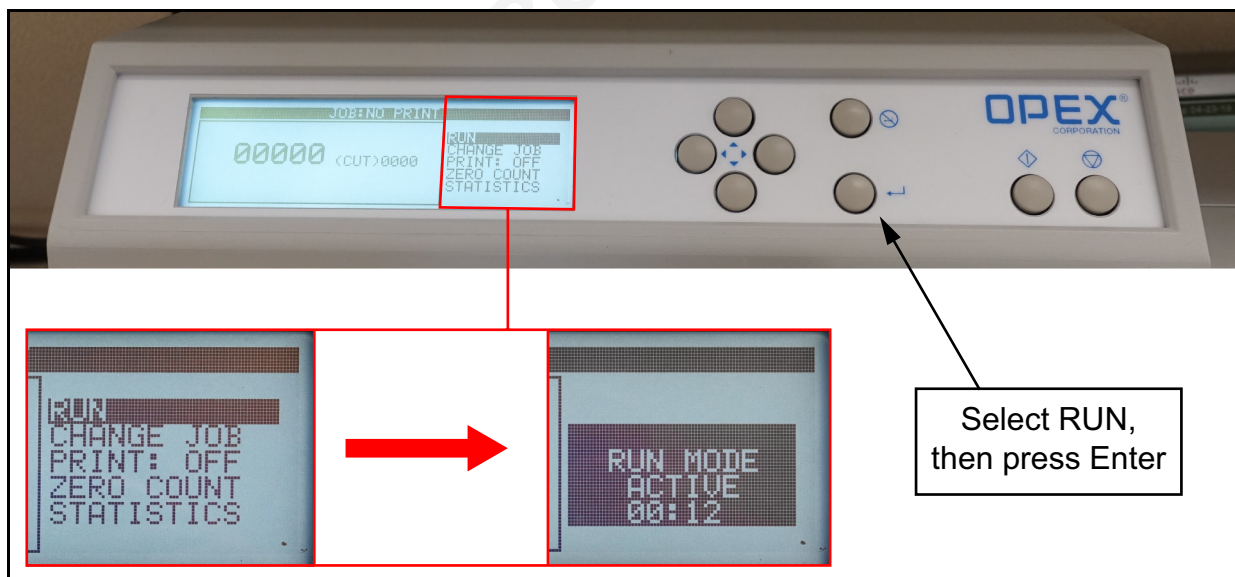 JOB:NO PRINT
00000 (CUT)0000
RUN
CHANGE JOB
PRINT: OFF
ZERO COUNT
STATISTICS
OPEX®
CORPORATION
RUN
CHANGE JOB
PRINT: OFF
ZERO COUNT
STATISTICS
RUN MODE
ACTIVE
00:12
Select RUN,
then press Enter